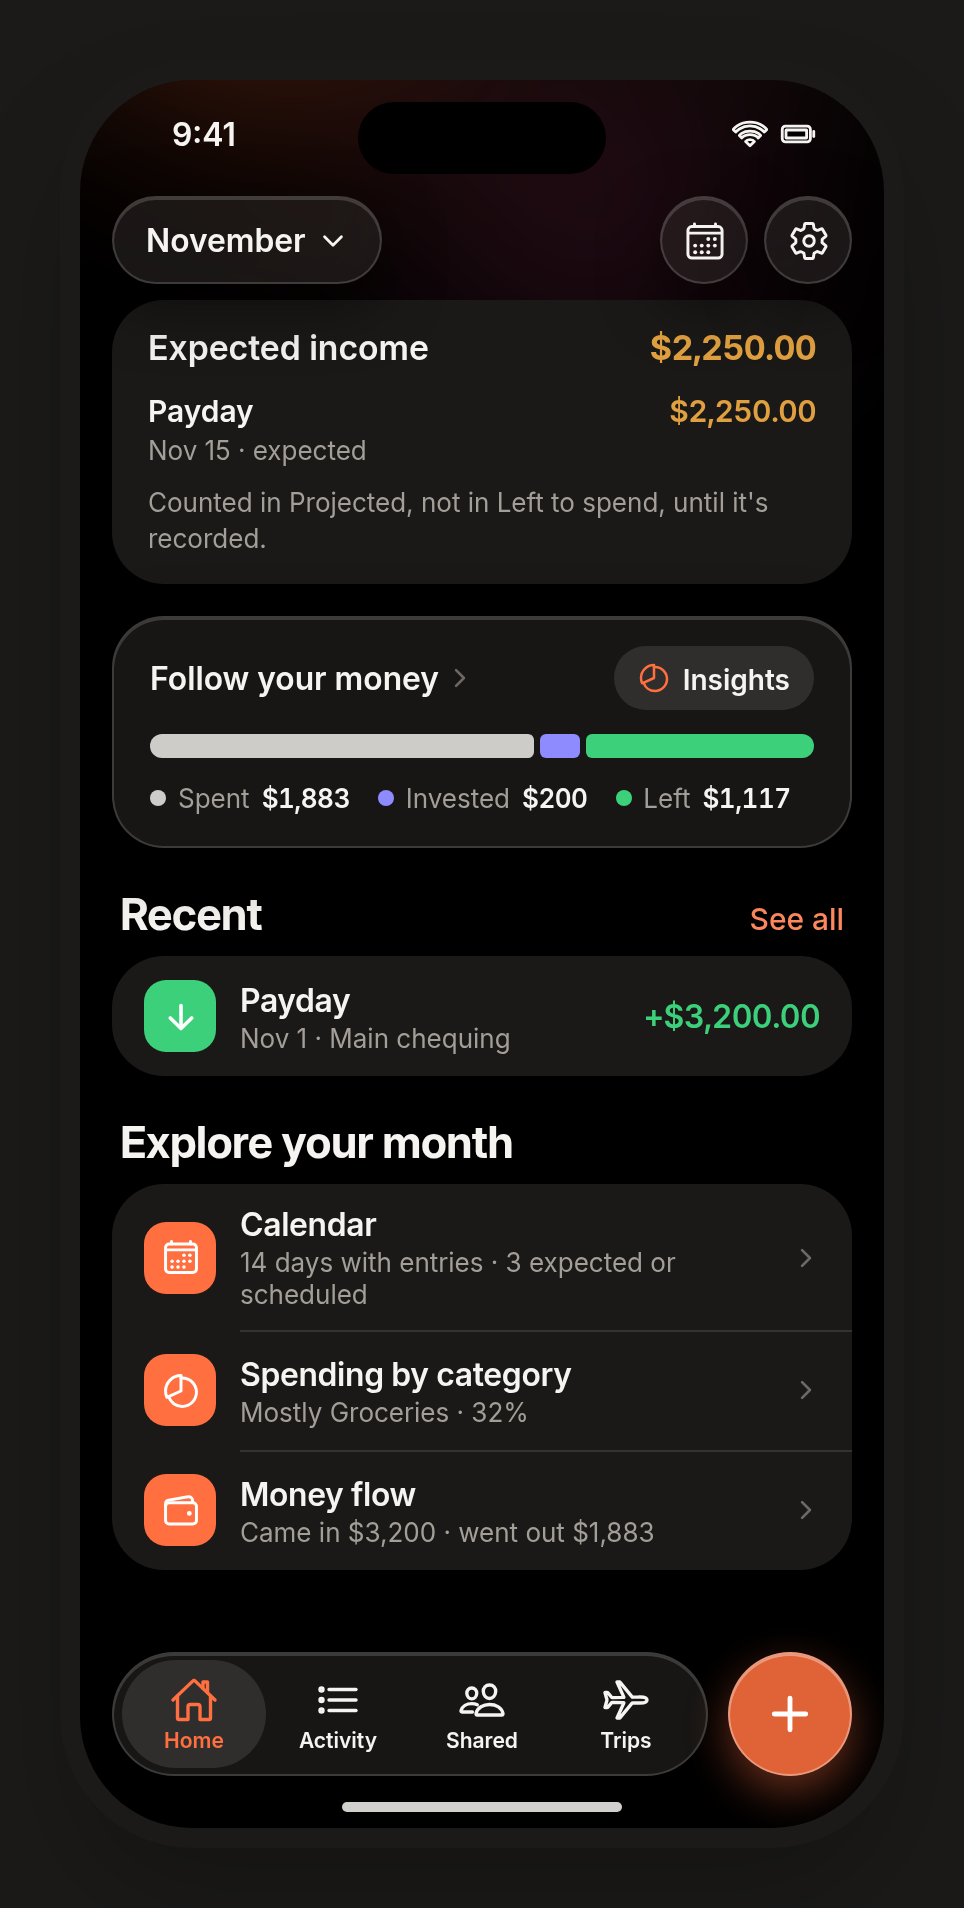 9:41
November
Expected income $2,250.00
Payday $2,250.00
Nov 15 · expected
Counted in Projected, not in Left to spend, until it's
recorded.
Follow your money Insights
Spent $1,883 Invested $200 Left $1,117
Recent See all
Payday +$3,200.00
Nov 1 · Main chequing
Explore your month
Calendar
14 days with entries · 3 expected or
scheduled
Spending by category
Mostly Groceries · 32%
Money flow
Came in $3,200 · went out $1,883
Home Activity Shared Trips